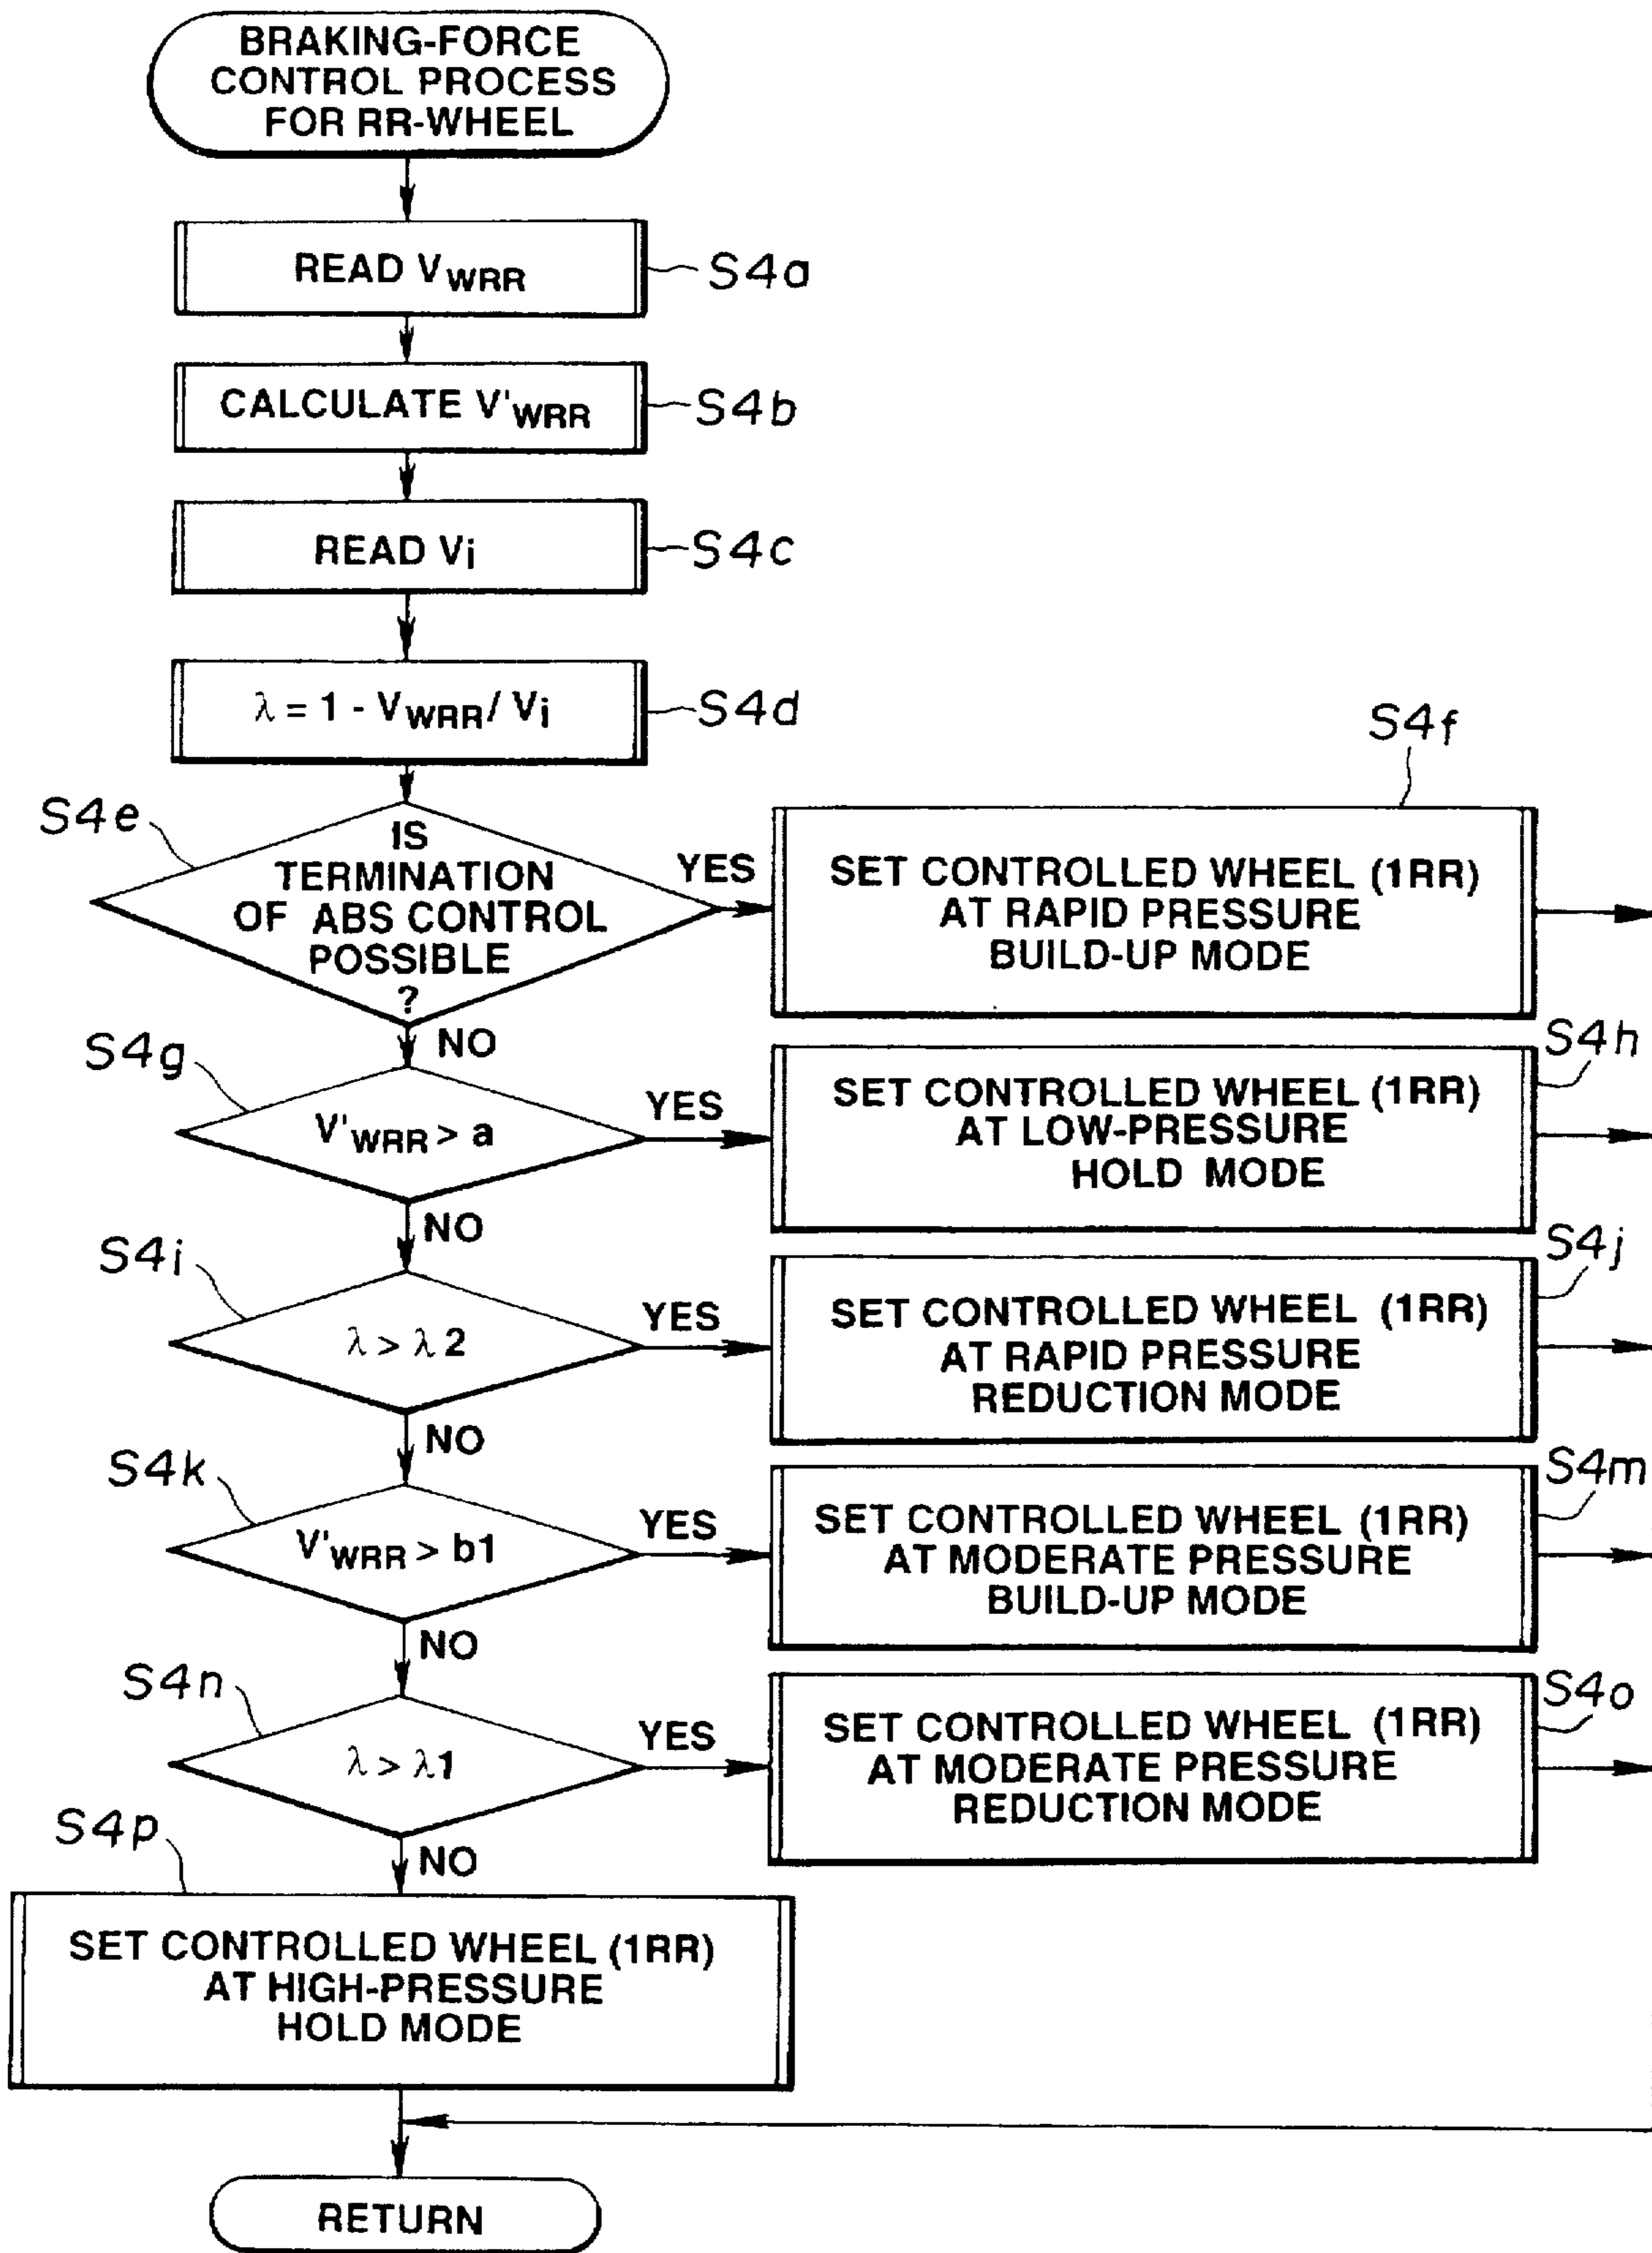 BRAKING-FORCE
CONTROL PROCESS
FOR RR-WHEEL
READ VWRR
S4a
CALCULATE V'WRR
S4b
READ Vi
S4c
λ = 1 - VWRR / Vi
S4d
S4e
IS
TERMINATION
OF ABS CONTROL
POSSIBLE
?
YES
S4f
SET CONTROLLED WHEEL (1RR)
AT RAPID PRESSURE
BUILD-UP MODE
NO
S4g
V'WRR > a
YES
S4h
SET CONTROLLED WHEEL (1RR)
AT LOW-PRESSURE
HOLD MODE
NO
S4i
λ > λ2
YES
S4j
SET CONTROLLED WHEEL (1RR)
AT RAPID PRESSURE
REDUCTION MODE
NO
S4k
V'WRR > b1
YES
S4m
SET CONTROLLED WHEEL (1RR)
AT MODERATE PRESSURE
BUILD-UP MODE
NO
S4n
λ > λ1
YES
S4o
SET CONTROLLED WHEEL (1RR)
AT MODERATE PRESSURE
REDUCTION MODE
NO
S4p
SET CONTROLLED WHEEL (1RR)
AT HIGH-PRESSURE
HOLD MODE
RETURN